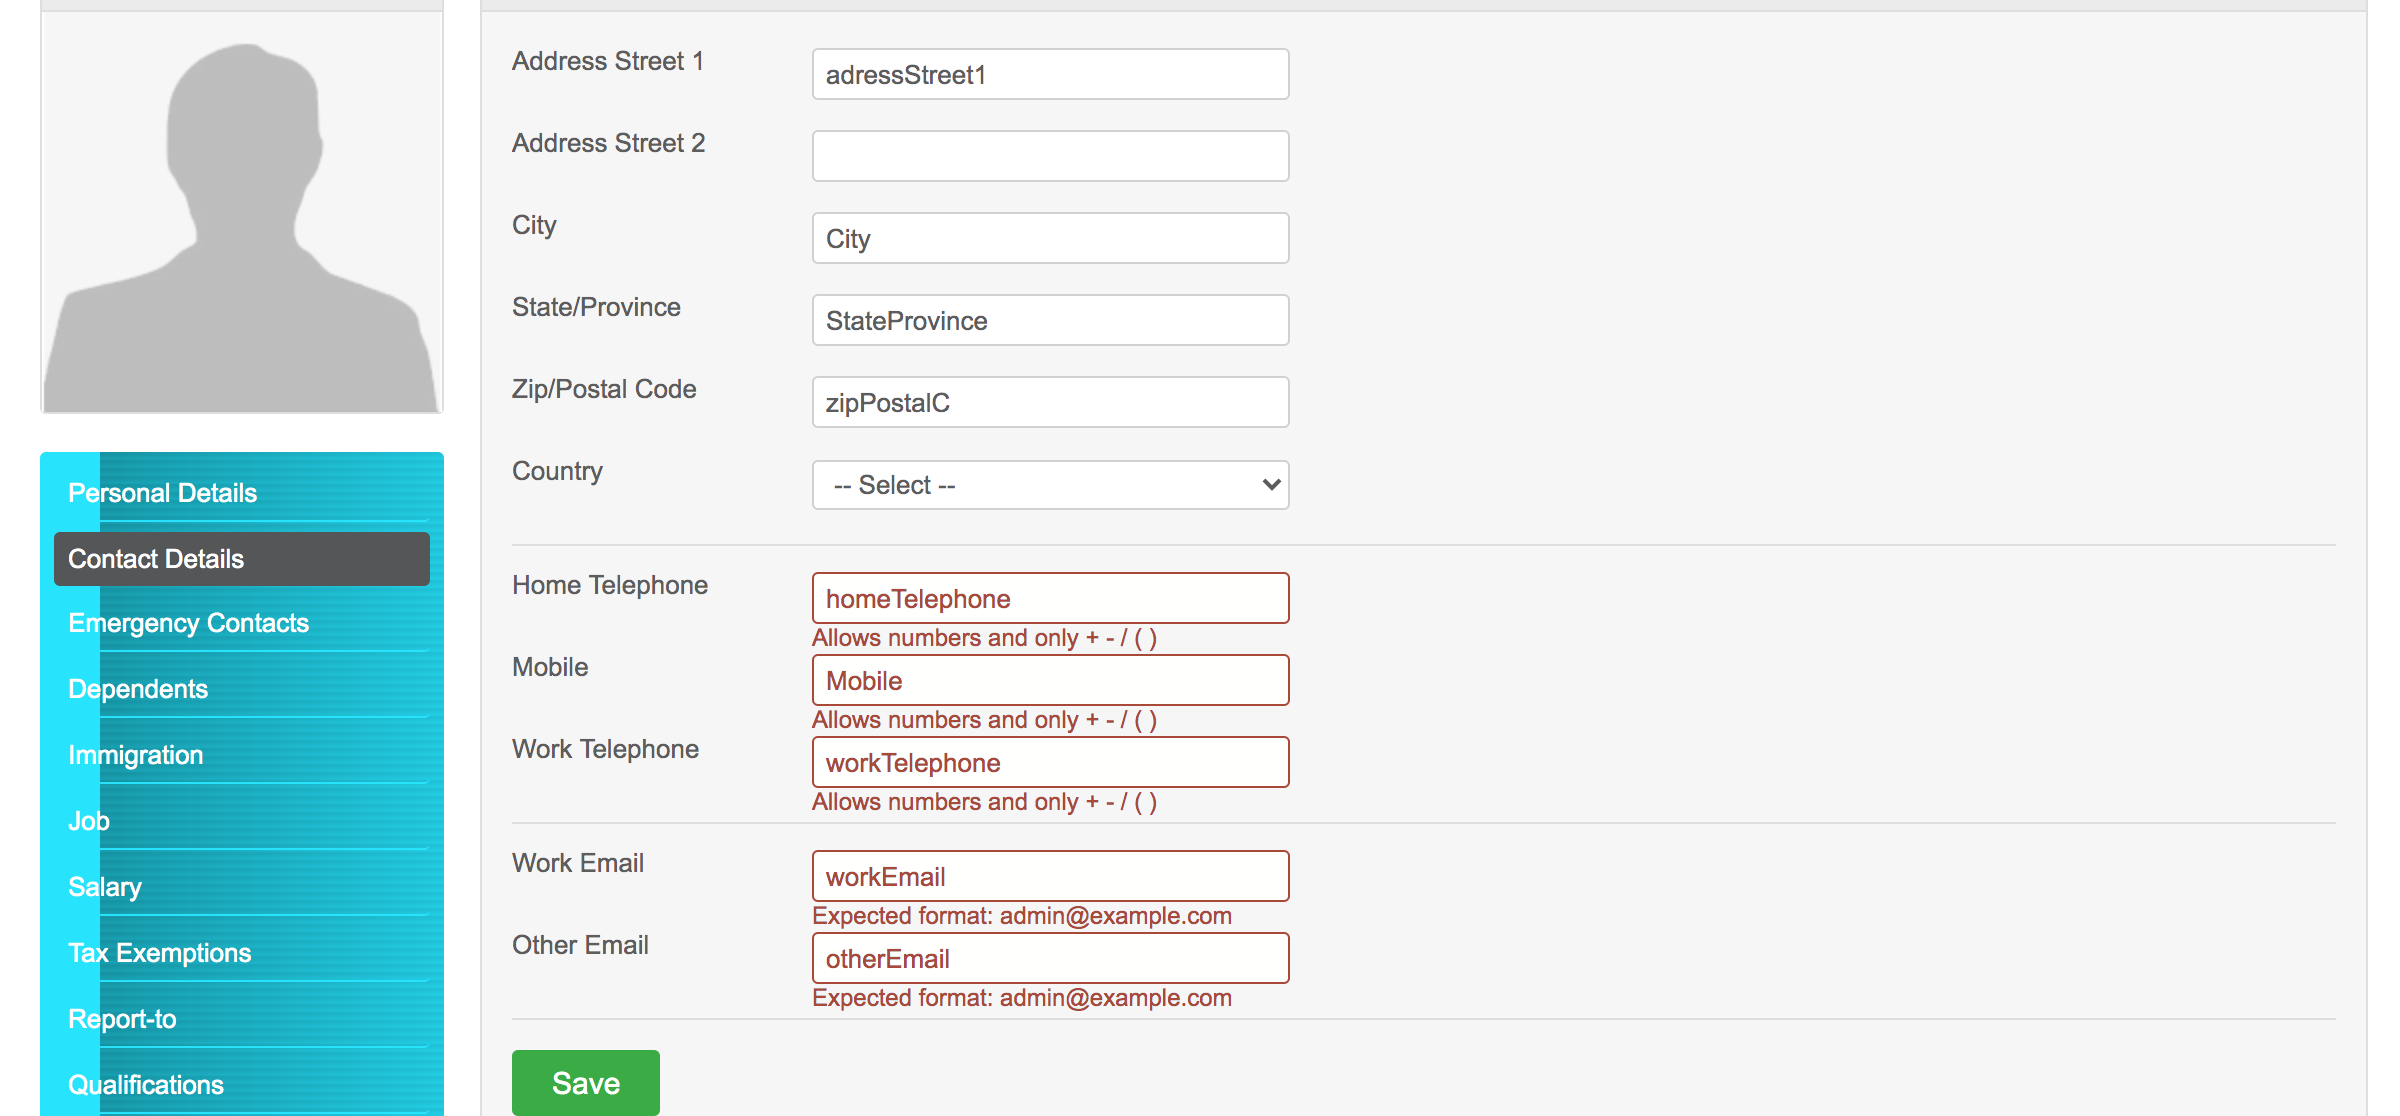 Personal Details
Contact Details
Emergency Contacts
Dependents
Immigration
Job
Salary
Tax Exemptions
Report-to
Qualifications
Address Street 1
adressStreet1
Address Street 2
City
City
State/Province
StateProvince
Zip/Postal Code
zipPostalC
Country
-- Select --
Home Telephone
homeTelephone
Allows numbers and only + - / ( )
Mobile
Mobile
Allows numbers and only + - / ( )
Work Telephone
workTelephone
Allows numbers and only + - / ( )
Work Email
workEmail
Expected format: admin@example.com
Other Email
otherEmail
Expected format: admin@example.com
Save